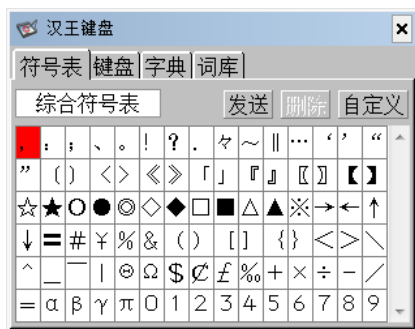 汉王键盘
符号表 键盘 字典 词库
综合符号表 发送 删除 自定义
， : ; 、 。 ! ? . 々 ～ ‖ … ‘ ’ “
” （ ） 〈 〉 《 》 「 」 『 』 〖 〗 【 】
☆ ★ ○ ● ◎ ◇ ◆ □ ■ △ ▲ ※ → ← ↑
↓ 〓 # ￥ % & ( ) [ ] { } < > \
^ _ ￣ | ⊙ Ω $ ₡ £ ‰ + × ÷ − /
= α β γ π 0 1 2 3 4 5 6 7 8 9